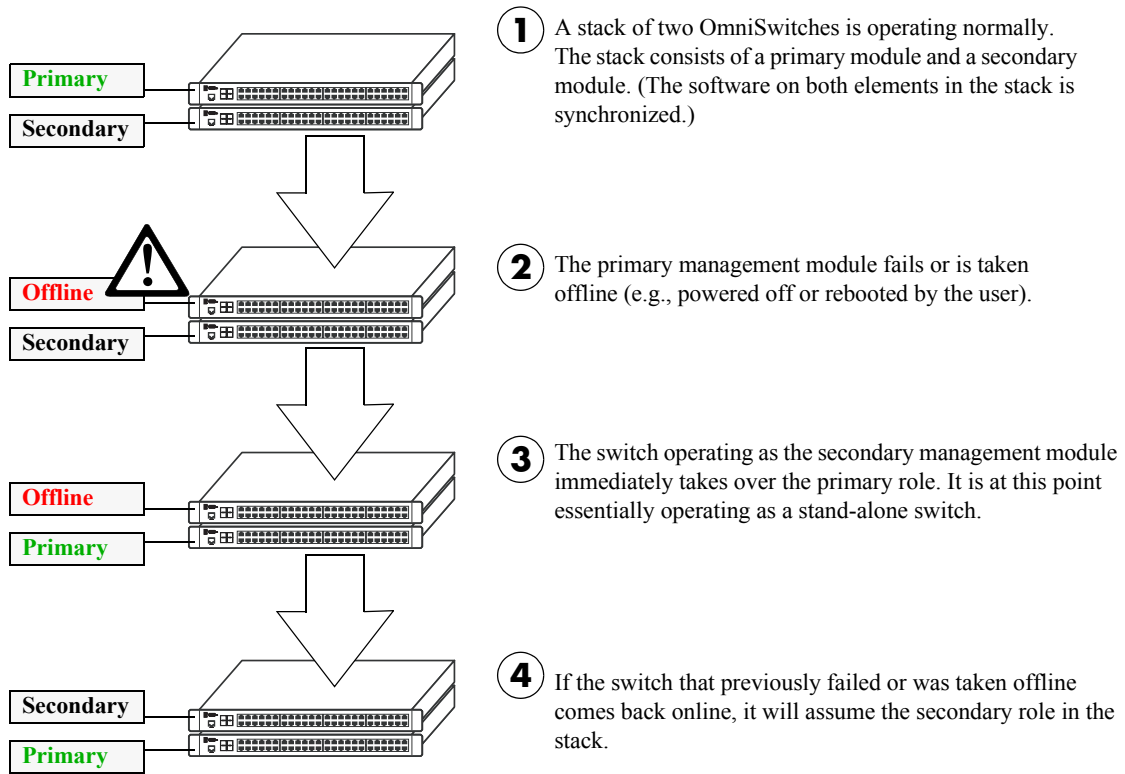 1
A stack of two OmniSwitches is operating normally.
The stack consists of a primary module and a secondary
module. (The software on both elements in the stack is
synchronized.)
Primary
Secondary
2
The primary management module fails or is taken
offline (e.g., powered off or rebooted by the user).
!
Offline
Secondary
3
The switch operating as the secondary management module
immediately takes over the primary role. It is at this point
essentially operating as a stand-alone switch.
Offline
Primary
4
If the switch that previously failed or was taken offline
comes back online, it will assume the secondary role in the
stack.
Secondary
Primary